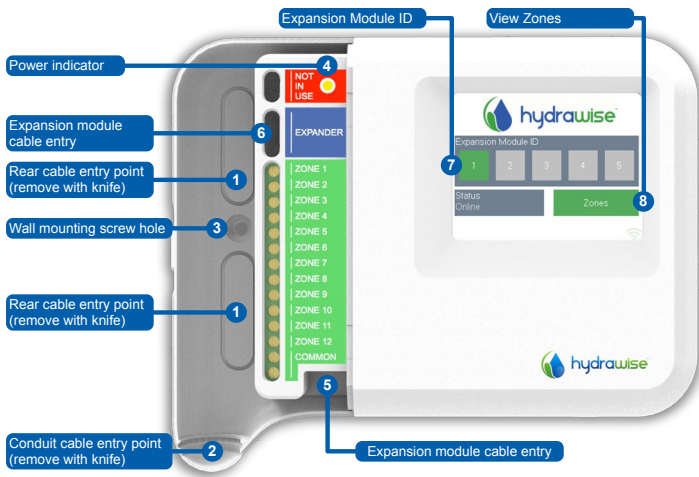 Expansion Module ID
View Zones
Power indicator
4
NOT
IN
USE
Expansion module
cable entry
6
EXPANDER
Rear cable entry point
(remove with knife)
1
Wall mounting screw hole
3
Rear cable entry point
(remove with knife)
1
ZONE 1
ZONE 2
ZONE 3
ZONE 4
ZONE 5
ZONE 6
ZONE 7
ZONE 8
ZONE 9
ZONE 10
ZONE 11
ZONE 12
COMMON
5
Conduit cable entry point
(remove with knife)
2
Expansion module cable entry
hydrawise
Expansion Module ID
7
1 2 3 4 5
Status
Online
Zones
8
hydrawise